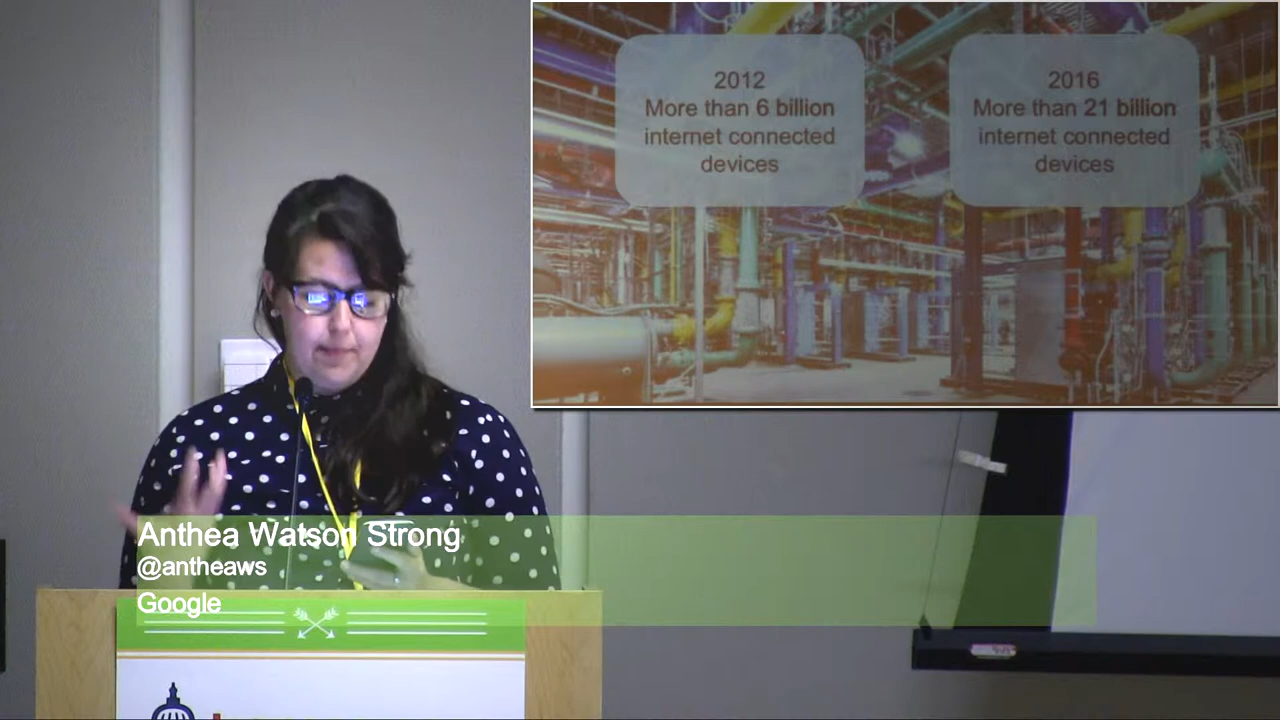 2012
More than 6 billion
internet connected
devices
2016
More than 21 billion
internet connected
devices
Anthea Watson Strong
@antheaws
Google